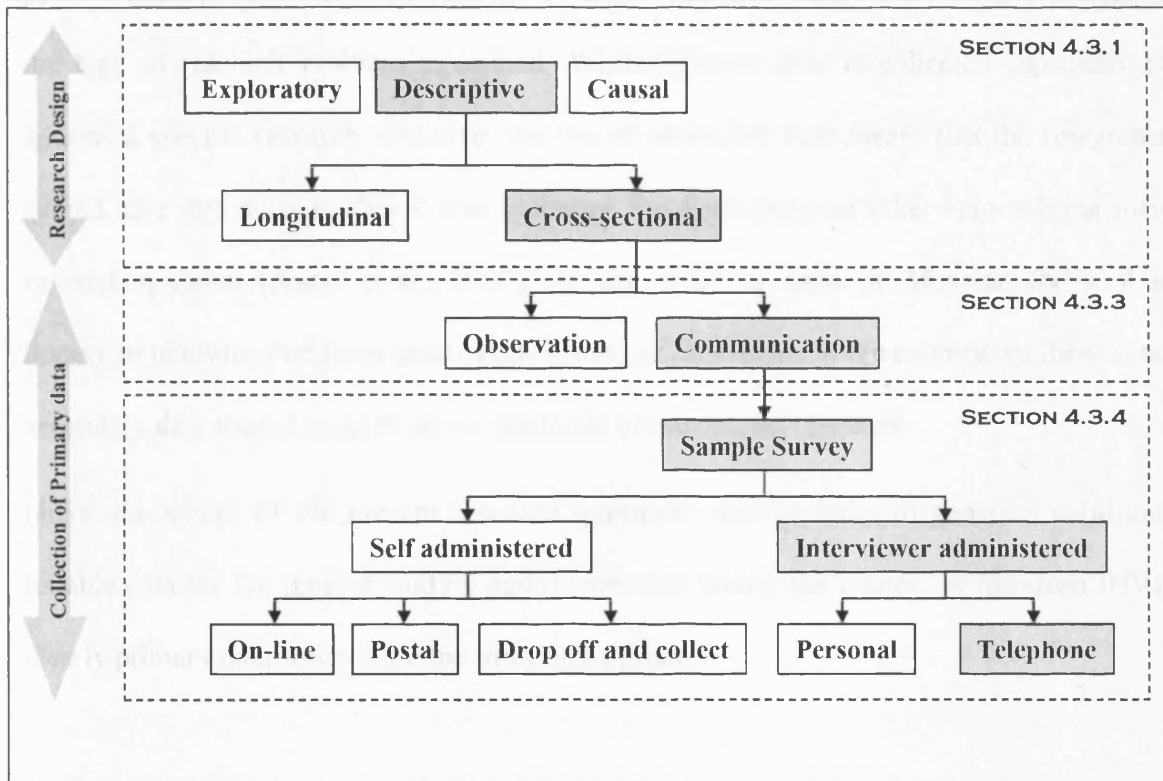 SECTION 4.3.1
Exploratory Descriptive Causal
Longitudinal Cross-sectional
Research Design
SECTION 4.3.3
Observation Communication
SECTION 4.3.4
Sample Survey
Self administered Interviewer administered
On-line Postal Drop off and collect Personal Telephone
Collection of Primary data